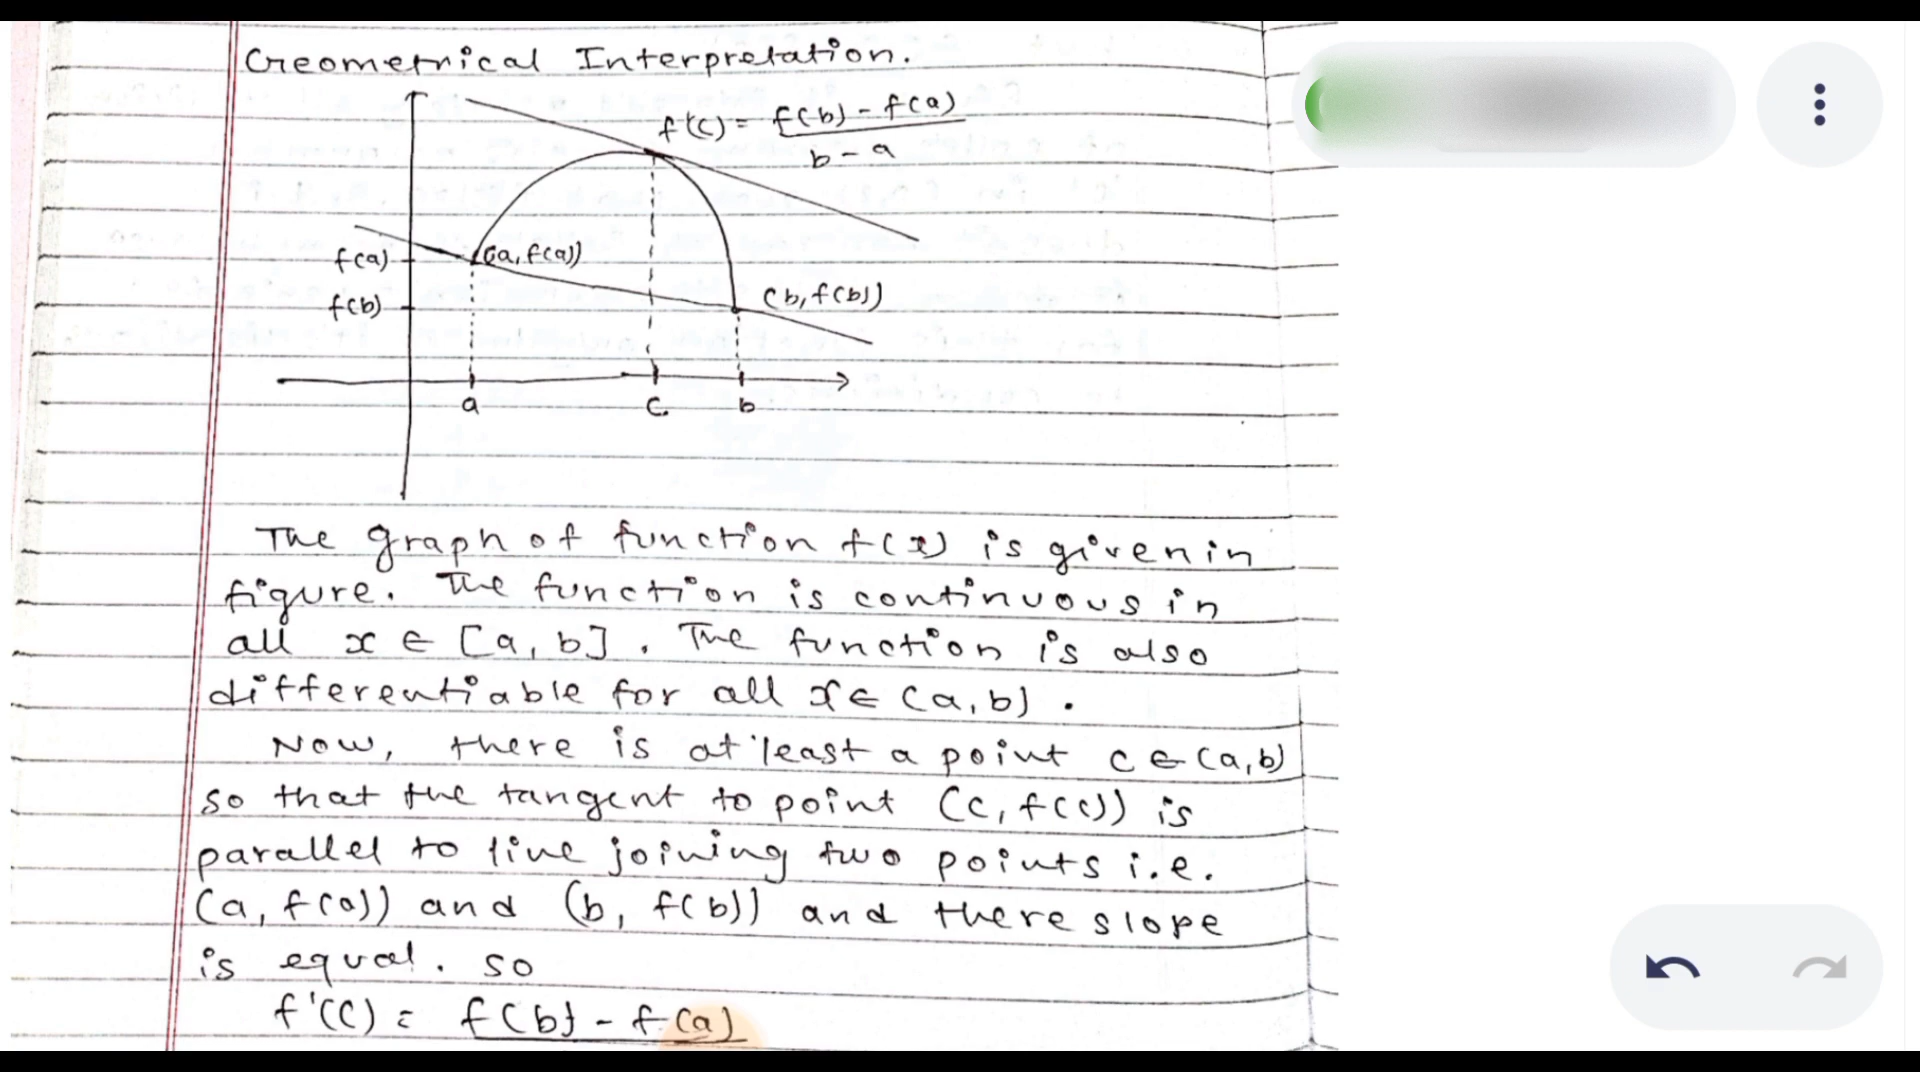 Geometrical Interpretation.
f'(c) = f(b) - f(a)
b - a
f(a)
(a, f(a))
f(b)
(b, f(b))
a
c
b
The graph of function f(x) is given in
figure. The function is continuous in
all x ∈ [a, b]. The function is also
differentiable for all x ∈ (a, b).
Now, there is at least a point c ∈ (a, b)
so that the tangent to point (c, f(c)) is
parallel to line joining two points i.e.
(a, f(a)) and (b, f(b)) and there slope
is equal. so
f'(c) = f(b) - f(a)